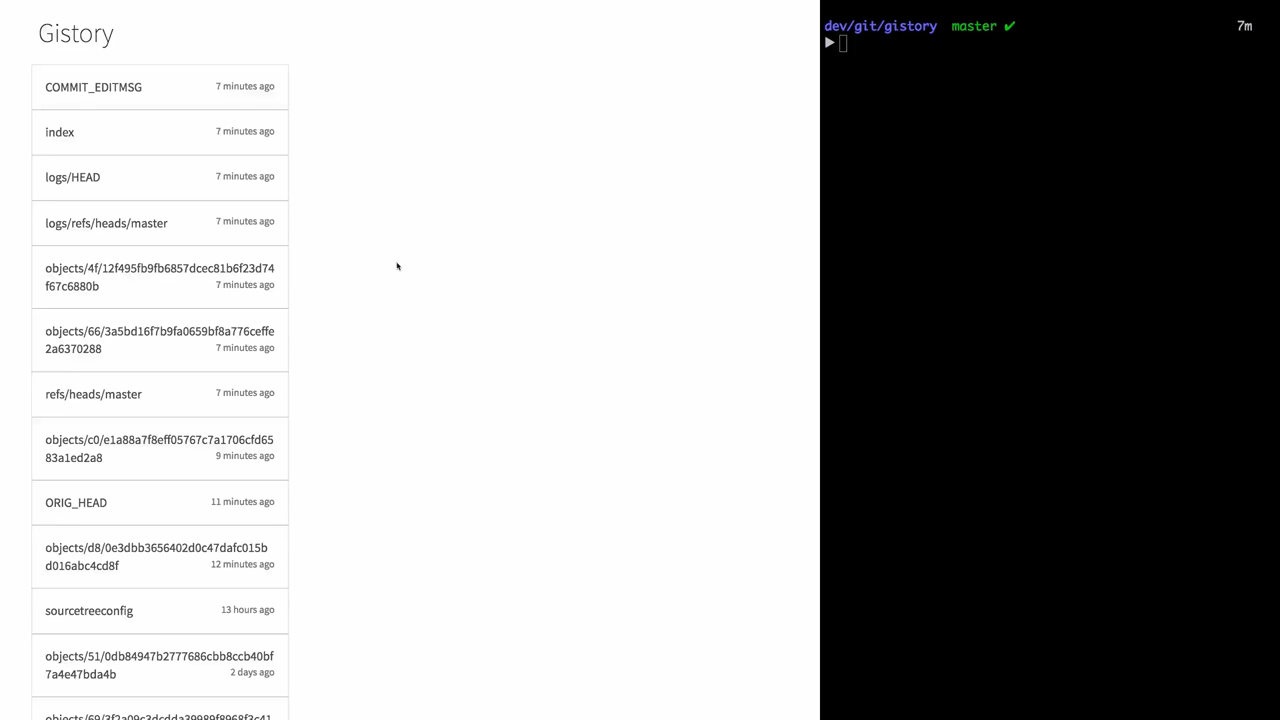 Gistory
COMMIT_EDITMSG 7 minutes ago
index 7 minutes ago
logs/HEAD 7 minutes ago
logs/refs/heads/master 7 minutes ago
objects/4f/12f495fb9fb6857dcec81b6f23d74
f67c6880b 7 minutes ago
objects/66/3a5bd16f7b9fa0659bf8a776ceffe
2a6370288 7 minutes ago
refs/heads/master 7 minutes ago
objects/c0/e1a88a7f8eff05767c7a1706cfd65
83a1ed2a8 9 minutes ago
ORIG_HEAD 11 minutes ago
objects/d8/0e3dbb3656402d0c47dafc015b
d016abc4cd8f 12 minutes ago
sourcetreeconfig 13 hours ago
objects/51/0db84947b2777686cbb8ccb40bf
7a4e47bda4b 2 days ago
objects/69/3f2a09c3dcdda39989f8968f3c41
dev/git/gistory master ✔ 7m